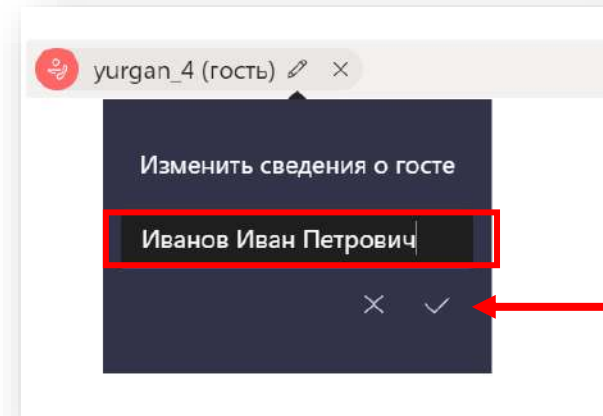 yurgan_4 (гость)
Изменить сведения о госте
Иванов Иван Петрович